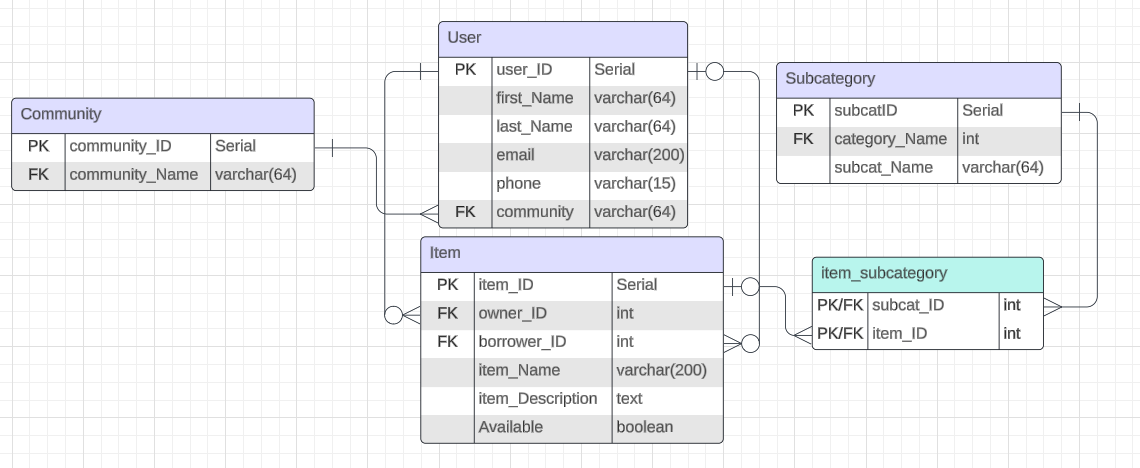 Community
PK community_ID Serial
FK community_Name varchar(64)
User
PK user_ID Serial
first_Name varchar(64)
last_Name varchar(64)
email varchar(200)
phone varchar(15)
FK community varchar(64)
Item
PK item_ID Serial
FK owner_ID int
FK borrower_ID int
item_Name varchar(200)
item_Description text
Available boolean
Subcategory
PK subcatID Serial
FK category_Name int
subcat_Name varchar(64)
item_subcategory
PK/FK subcat_ID int
PK/FK item_ID int